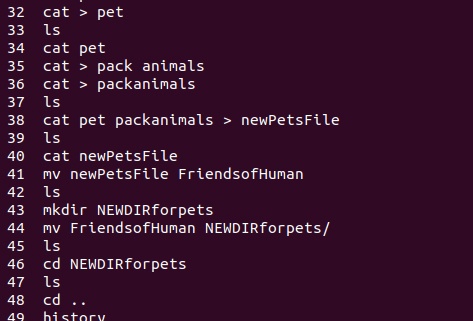 32 cat > pet
33 ls
34 cat pet
35 cat > pack animals
36 cat > packanimals
37 ls
38 cat pet packanimals > newPetsFile
39 ls
40 cat newPetsFile
41 mv newPetsFile FriendsofHuman
42 ls
43 mkdir NEWDIRforpets
44 mv FriendsofHuman NEWDIRforpets/
45 ls
46 cd NEWDIRforpets
47 ls
48 cd ..
49 history